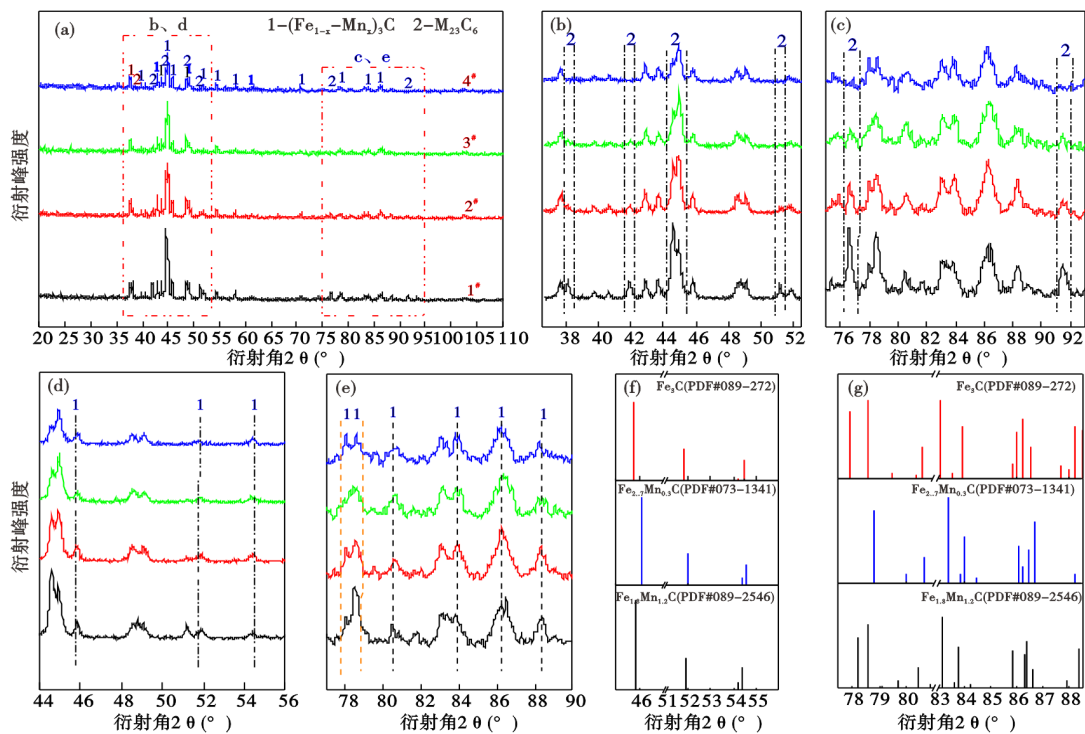 (a)
b、d
1-(Fe₁₋ₓ-Mnₓ)₃C 2-M₂₃C₆
c、e
1 2 1 2 1 1 2 1 2 1 2 1 1 1 1 1 2 1 1 1 2
4#
3#
2#
1#
衍射峰强度
20 25 30 35 40 45 50 55 60 65 70 75 80 85 90 95 100 105 110
衍射角2 θ (°)
(b)
2 2 2 2
36 38 40 42 44 46 48 50 52
衍射角2 θ (°)
(c)
2 2
76 78 80 82 84 86 88 90 92
衍射角2 θ (°)
(d)
1 1 1
衍射峰强度
44 46 48 50 52 54 56
衍射角2 θ (°)
(e)
1 1 1 1 1 1
78 80 82 84 86 88 90
衍射角2 θ (°)
(f)
Fe₃C(PDF#089-272)
Fe₂.₇Mn₀.₃C(PDF#073-1341)
Fe₁.₈Mn₁.₂C(PDF#089-2546)
46 51 52 53 54 55
衍射角2 θ (°)
(g)
Fe₃C(PDF#089-272)
Fe₂.₇Mn₀.₃C(PDF#073-1341)
Fe₁.₈Mn₁.₂C(PDF#089-2546)
78 79 80 83 84 85 86 87 88
衍射角2 θ (°)